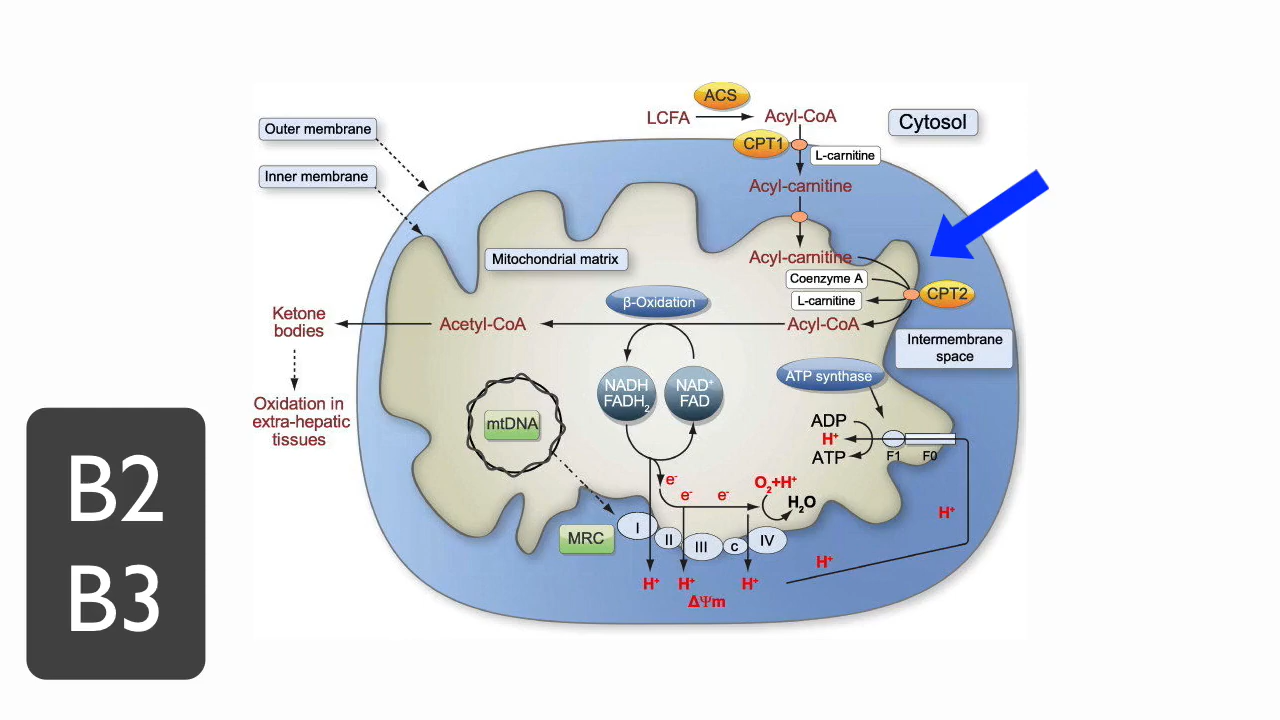 ACS
LCFA
Acyl-CoA
Cytosol
Outer membrane
CPT1
L-carnitine
Inner membrane
Acyl-carnitine
Mitochondrial matrix
Acyl-carnitine
Coenzyme A
L-carnitine
CPT2
β-Oxidation
Ketone
bodies
Acetyl-CoA
Acyl-CoA
Intermembrane
space
ATP synthase
NADH
FADH₂
NAD⁺
FAD
Oxidation in
extra-hepatic
tissues
mtDNA
ADP
H⁺
ATP
F1
F0
e⁻
e⁻
e⁻
O₂+H⁺
H₂O
H⁺
MRC
I
II
III
c
IV
H⁺
H⁺
H⁺
H⁺
ΔΨm
B2
B3